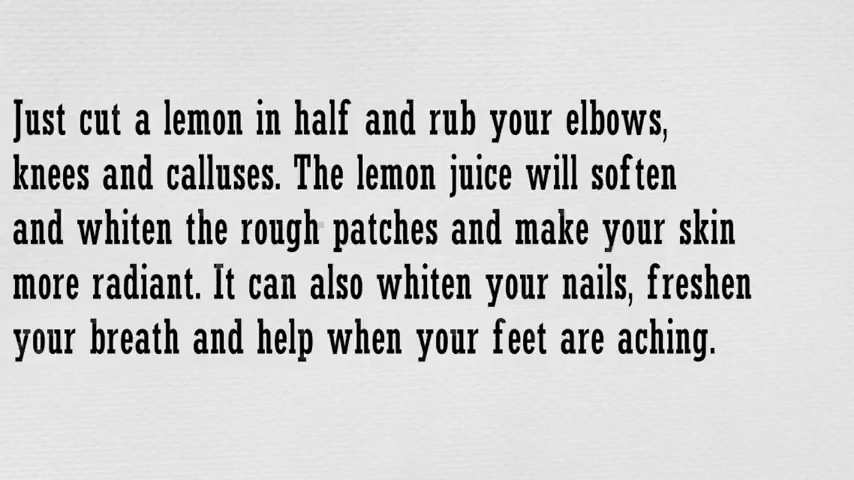 Just cut a lemon in half and rub your elbows,
knees and calluses. The lemon juice will soften
and whiten the rough patches and make your skin
more radiant. It can also whiten your nails, freshen
your breath and help when your feet are aching.